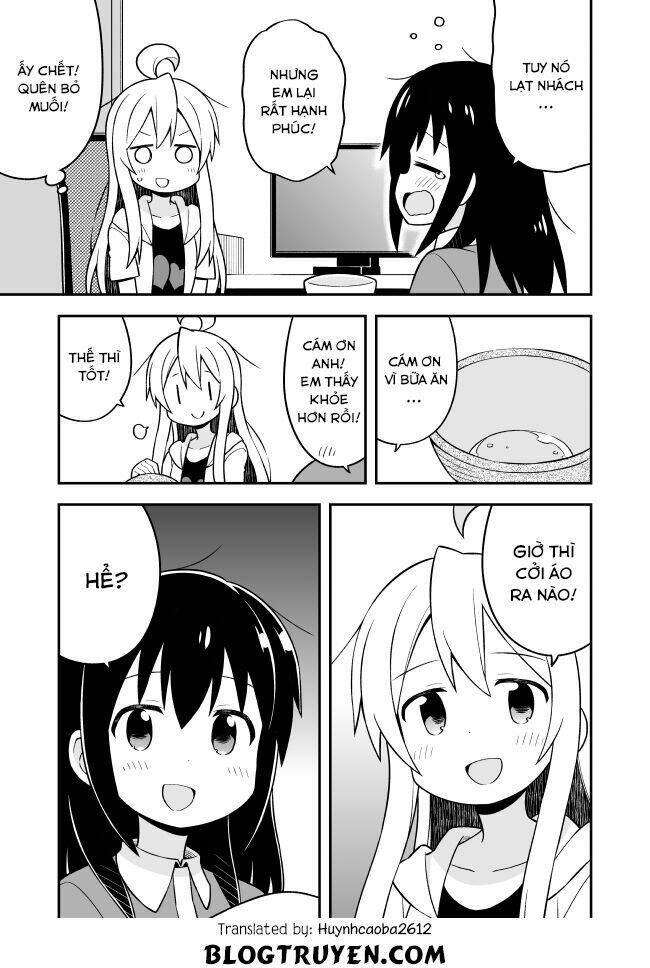 TUY NÓ
LẠT NHÁCH
...
NHƯNG
EM LẠI
RẤT HẠNH
PHÚC!
ẤY CHẾT!
QUÊN BỎ
MUỐI!
CÁM ƠN
VÌ BỮA ĂN
...
CÁM ƠN
ANH!
EM THẤY
KHỎE
HƠN RỒI!
THẾ THÌ
TỐT!
GIỜ THÌ
CỞI ÁO
RA NÀO!
HỂ?
Translated by: Huynhcaoba2612
BLOGTRUYEN.COM